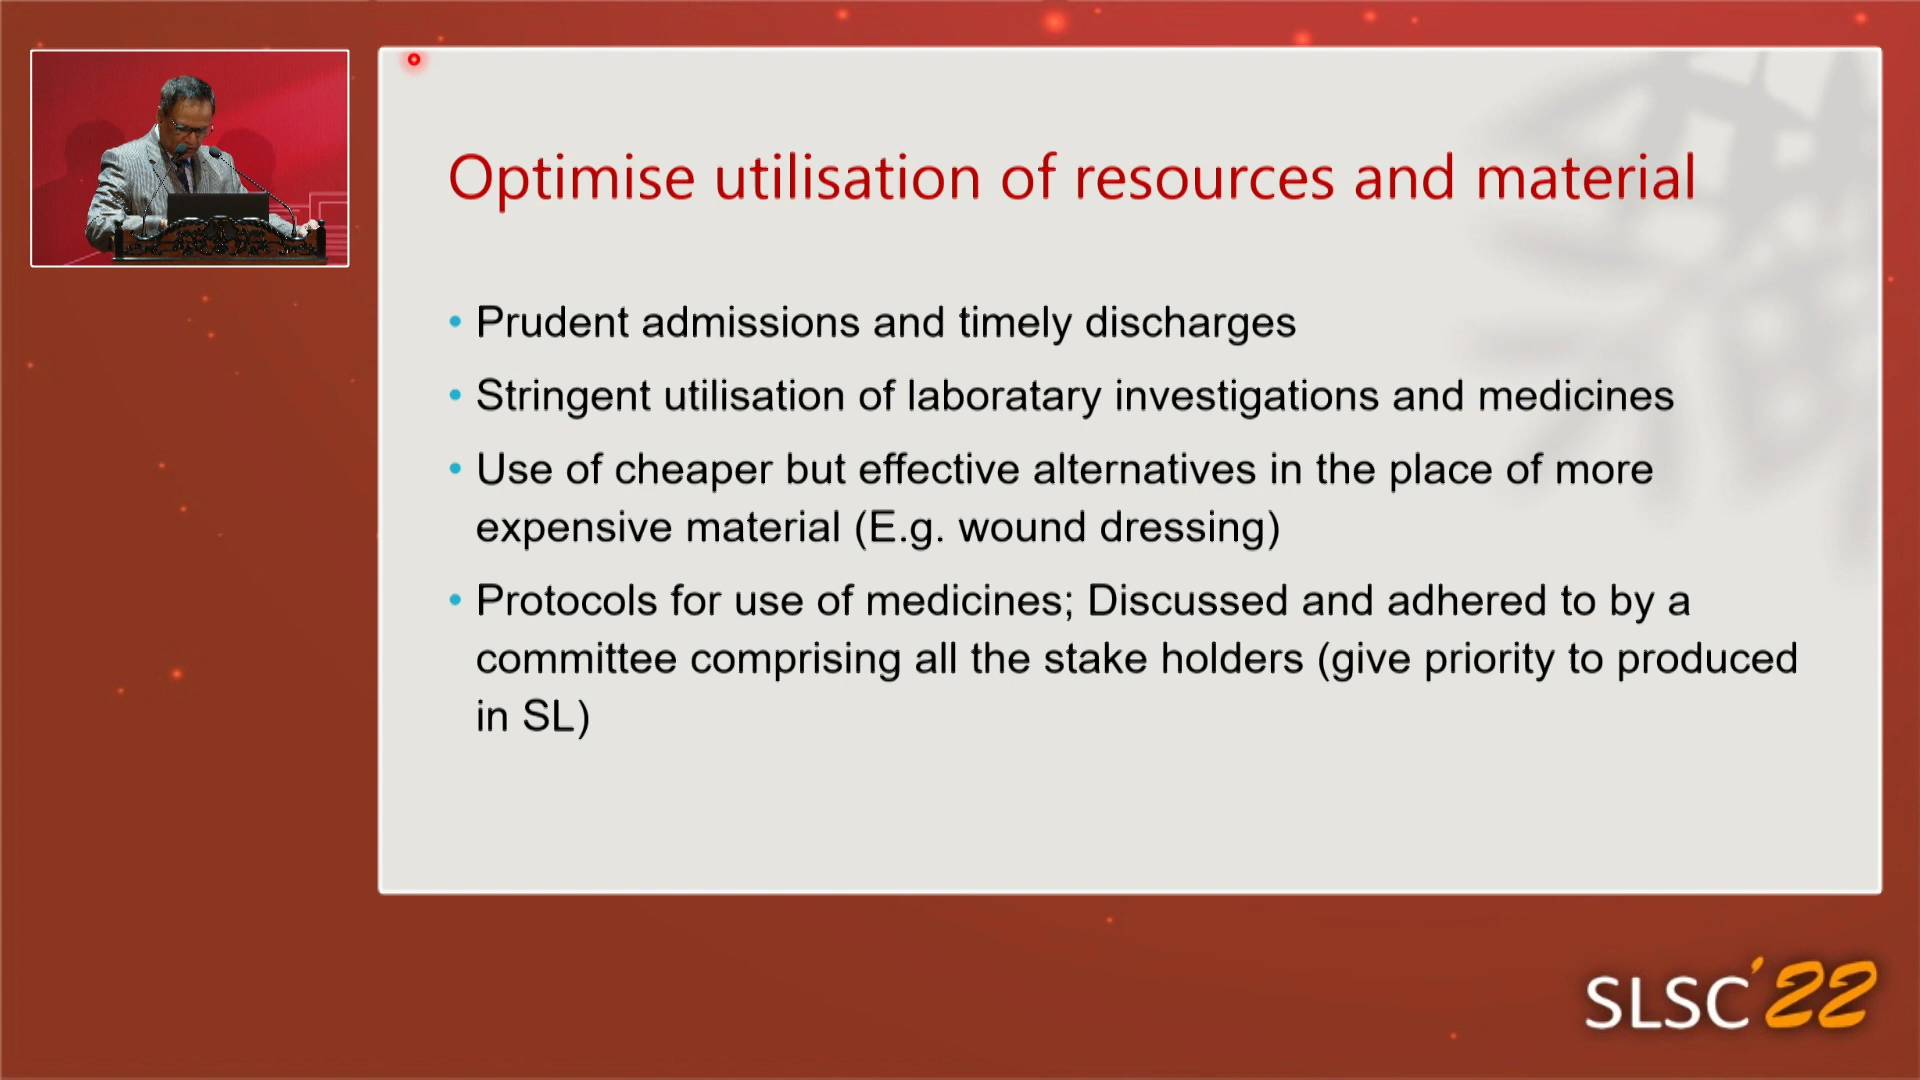 Optimise utilisation of resources and material
• Prudent admissions and timely discharges
• Stringent utilisation of laboratary investigations and medicines
• Use of cheaper but effective alternatives in the place of more
expensive material (E.g. wound dressing)
• Protocols for use of medicines; Discussed and adhered to by a
committee comprising all the stake holders (give priority to produced
in SL)
SLSC'22